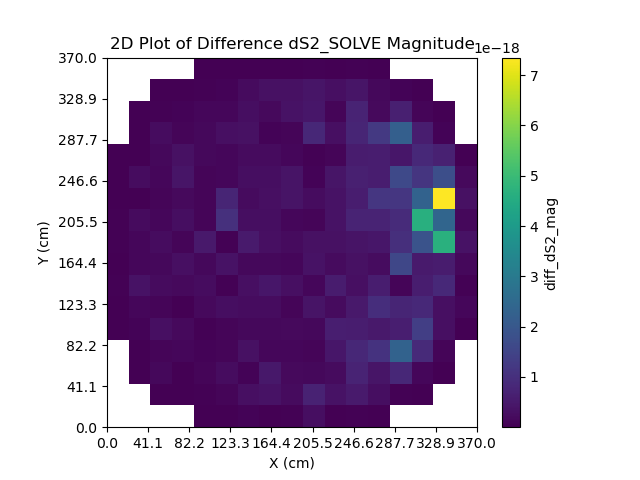 2D Plot of Difference dS2_SOLVE Magnitude
1e−18
370.0
328.9
287.7
246.6
205.5
164.4
123.3
82.2
41.1
0.0
Y (cm)
0.0 41.1 82.2 123.3 164.4 205.5 246.6 287.7 328.9 370.0
X (cm)
7
6
5
4
3
2
1
diff_dS2_mag